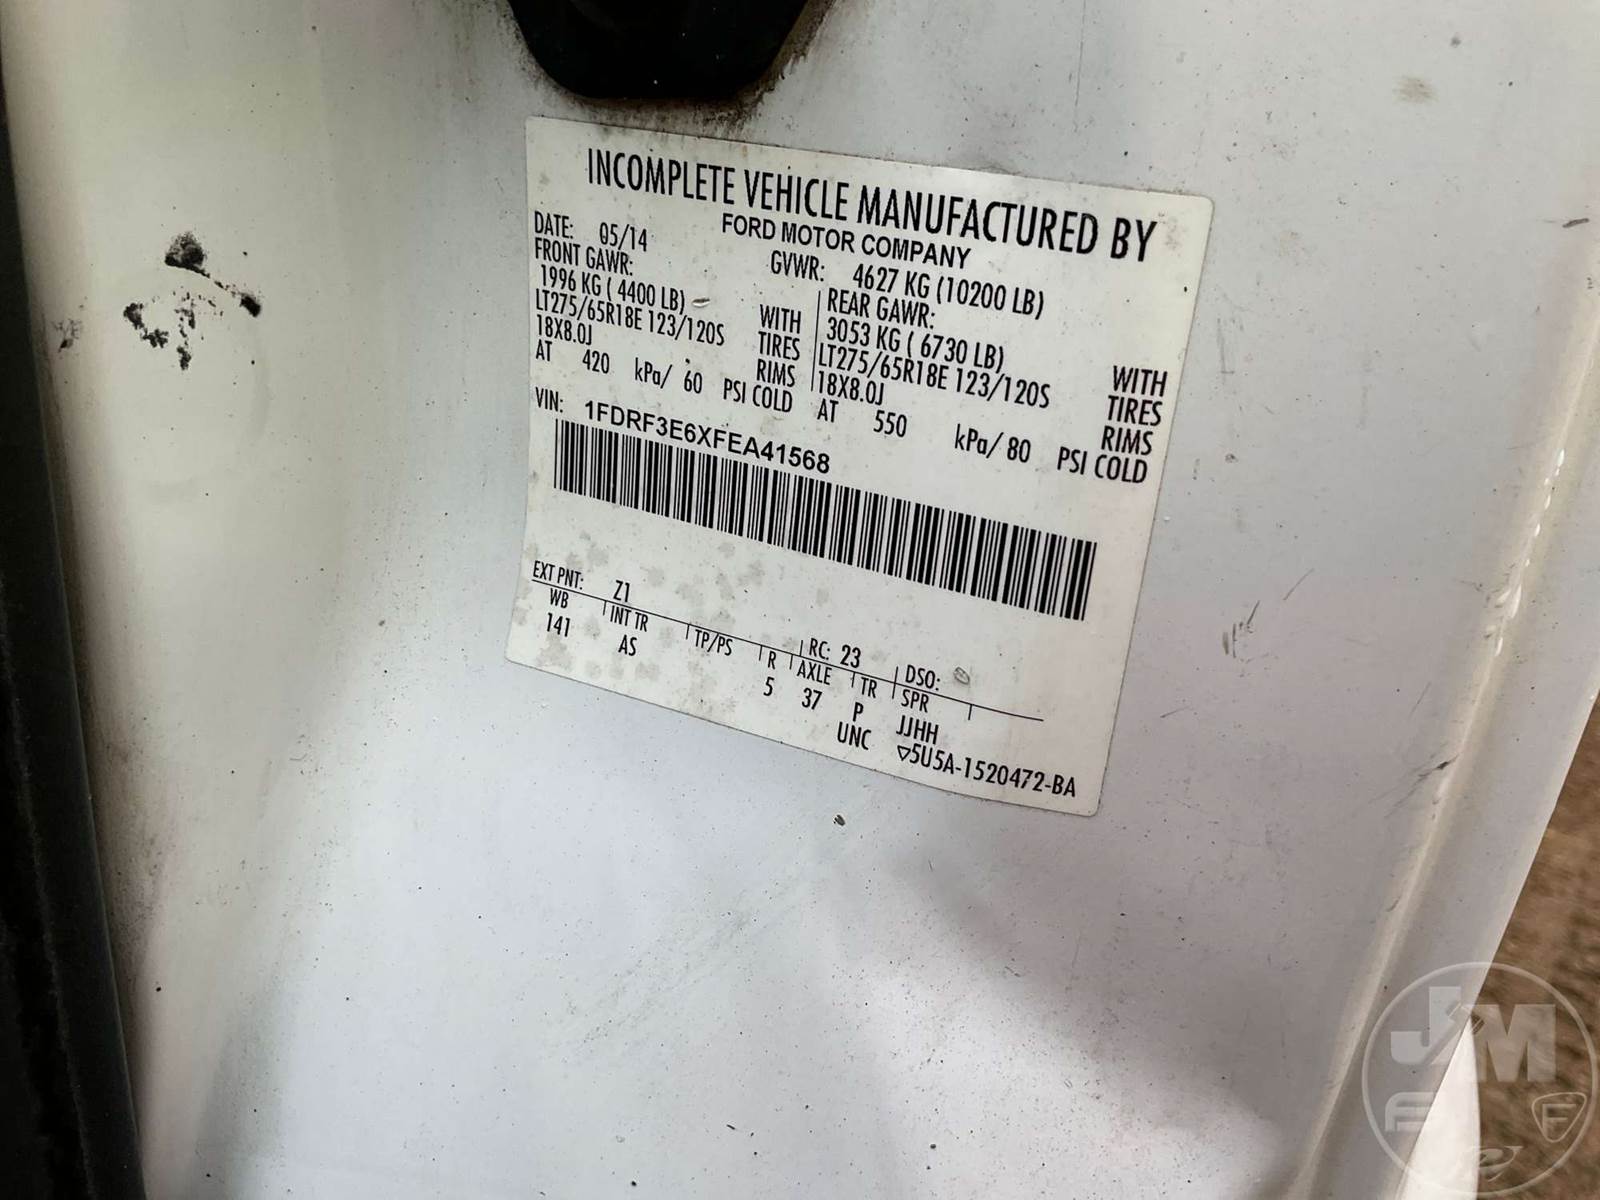 INCOMPLETE VEHICLE MANUFACTURED BY
FORD MOTOR COMPANY
DATE: 05/14
GVWR: 4627 KG (10200 LB)
FRONT GAWR:
1996 KG ( 4400 LB) WITH
LT275/65R18E 123/120S TIRES
18X8.0J RIMS
AT 420 kPa/ 60 PSI COLD
REAR GAWR:
3053 KG ( 6730 LB) WITH
LT275/65R18E 123/120S TIRES
18X8.0J RIMS
AT 550 kPa/ 80 PSI COLD
VIN: 1FDRF3E6XFEA41568
EXT PNT: Z1 RC: 23 DSO:
WB INT TR TP/PS R AXLE TR SPR
141 AS 5 37 P JJHH
UNC ▽5U5A-1520472-BA
JM
F F